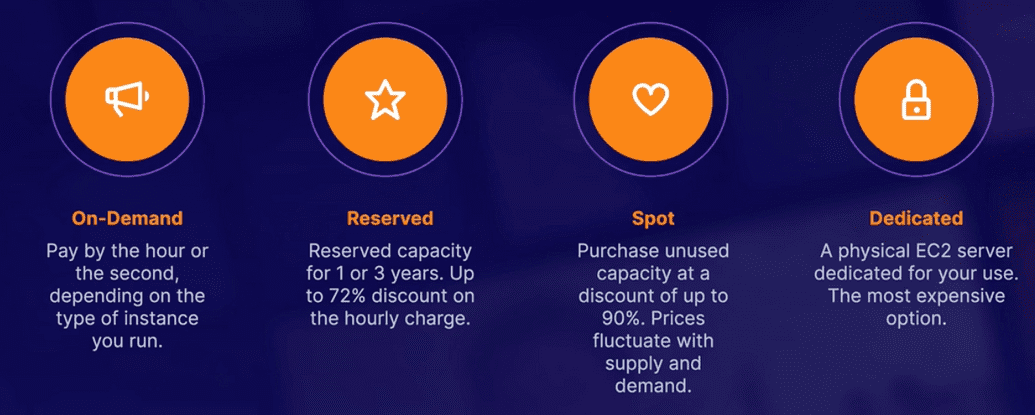 On-Demand
Pay by the hour or
the second,
depending on the
type of instance
you run.
Reserved
Reserved capacity
for 1 or 3 years. Up
to 72% discount on
the hourly charge.
Spot
Purchase unused
capacity at a
discount of up to
90%. Prices
fluctuate with
supply and
demand.
Dedicated
A physical EC2 server
dedicated for your use.
The most expensive
option.